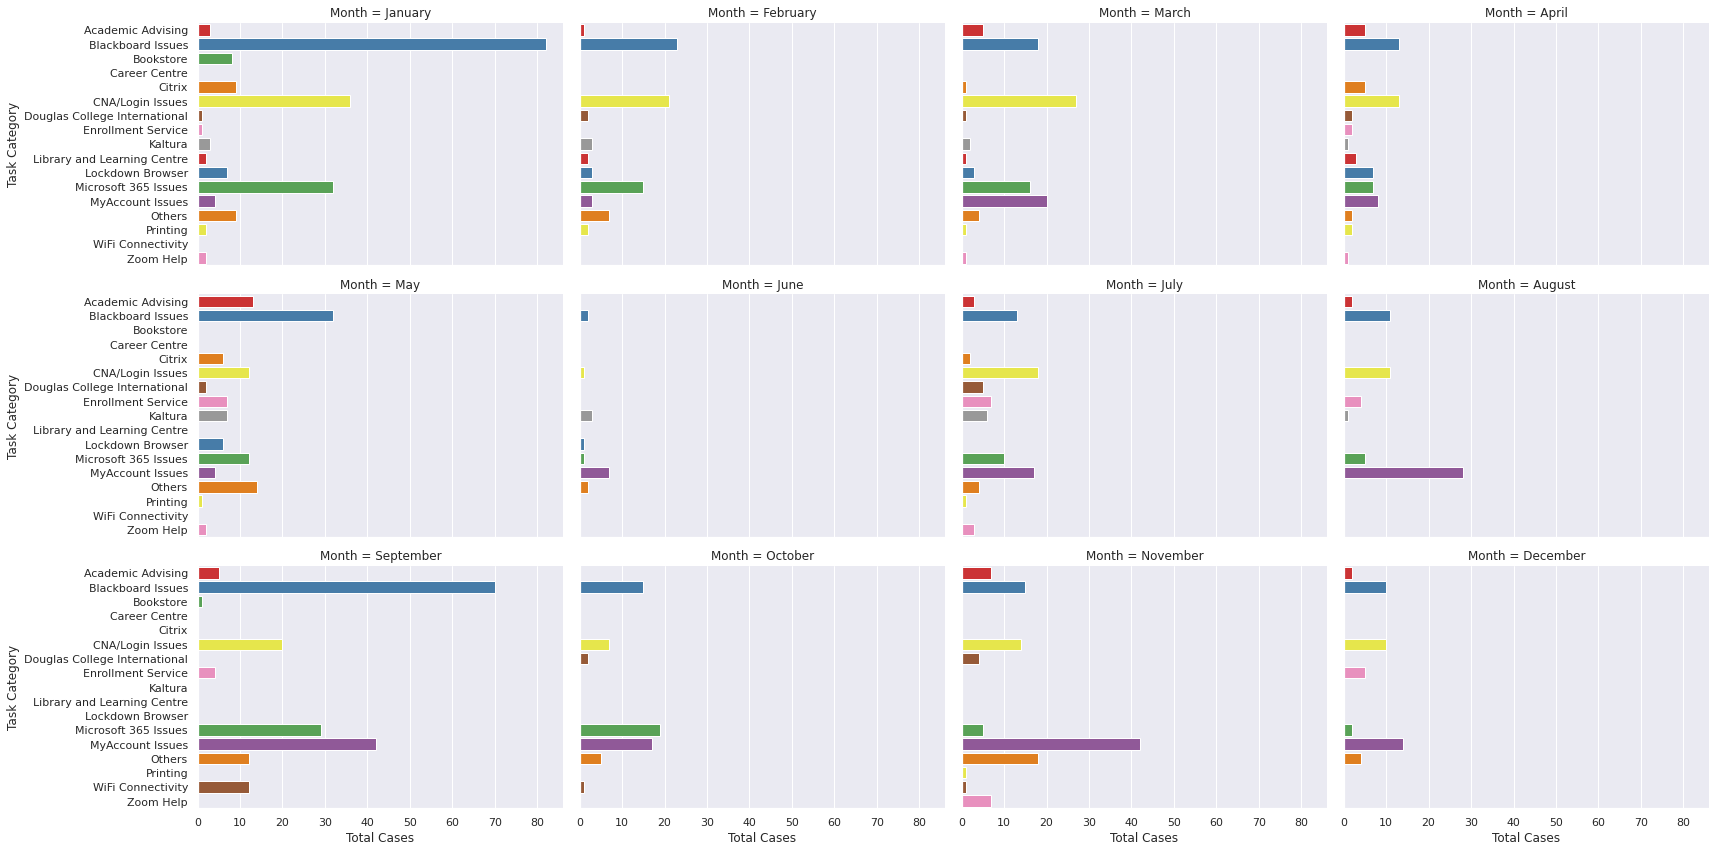 Month = January
Month = February
Month = March
Month = April
Task Category
Academic Advising
Blackboard Issues
Bookstore
Career Centre
Citrix
CNA/Login Issues
Douglas College International
Enrollment Service
Kaltura
Library and Learning Centre
Lockdown Browser
Microsoft 365 Issues
MyAccount Issues
Others
Printing
WiFi Connectivity
Zoom Help
Month = May
Month = June
Month = July
Month = August
Task Category
Academic Advising
Blackboard Issues
Bookstore
Career Centre
Citrix
CNA/Login Issues
Douglas College International
Enrollment Service
Kaltura
Library and Learning Centre
Lockdown Browser
Microsoft 365 Issues
MyAccount Issues
Others
Printing
WiFi Connectivity
Zoom Help
Month = September
Month = October
Month = November
Month = December
Task Category
Academic Advising
Blackboard Issues
Bookstore
Career Centre
Citrix
CNA/Login Issues
Douglas College International
Enrollment Service
Kaltura
Library and Learning Centre
Lockdown Browser
Microsoft 365 Issues
MyAccount Issues
Others
Printing
WiFi Connectivity
Zoom Help
0 10 20 30 40 50 60 70 80
0 10 20 30 40 50 60 70 80
0 10 20 30 40 50 60 70 80
0 10 20 30 40 50 60 70 80
Total Cases
Total Cases
Total Cases
Total Cases